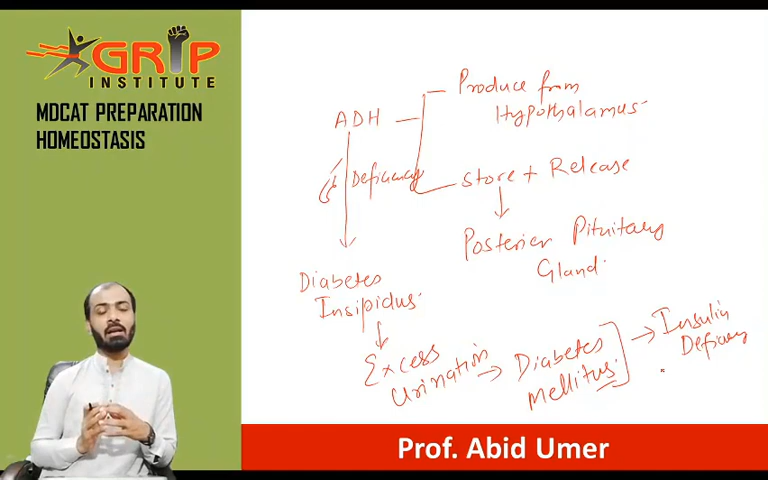 GRIP
INSTITUTE
MDCAT PREPARATION
HOMEOSTASIS
ADH
Produce from
Hypothalamus
Deficiency
Store + Release
Posterior Pituitary
Gland
Diabetes
Insipidus
Excess
Urination
Diabetes
Mellitus
Insulin
Deficiency
Prof. Abid Umer